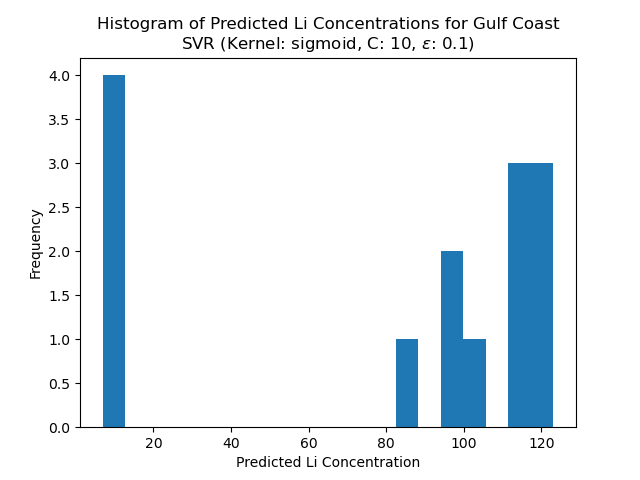 Histogram of Predicted Li Concentrations for Gulf Coast
SVR (Kernel: sigmoid, C: 10, ε: 0.1)
4.0
3.5
3.0
2.5
2.0
1.5
1.0
0.5
0.0
Frequency
20 40 60 80 100 120
Predicted Li Concentration